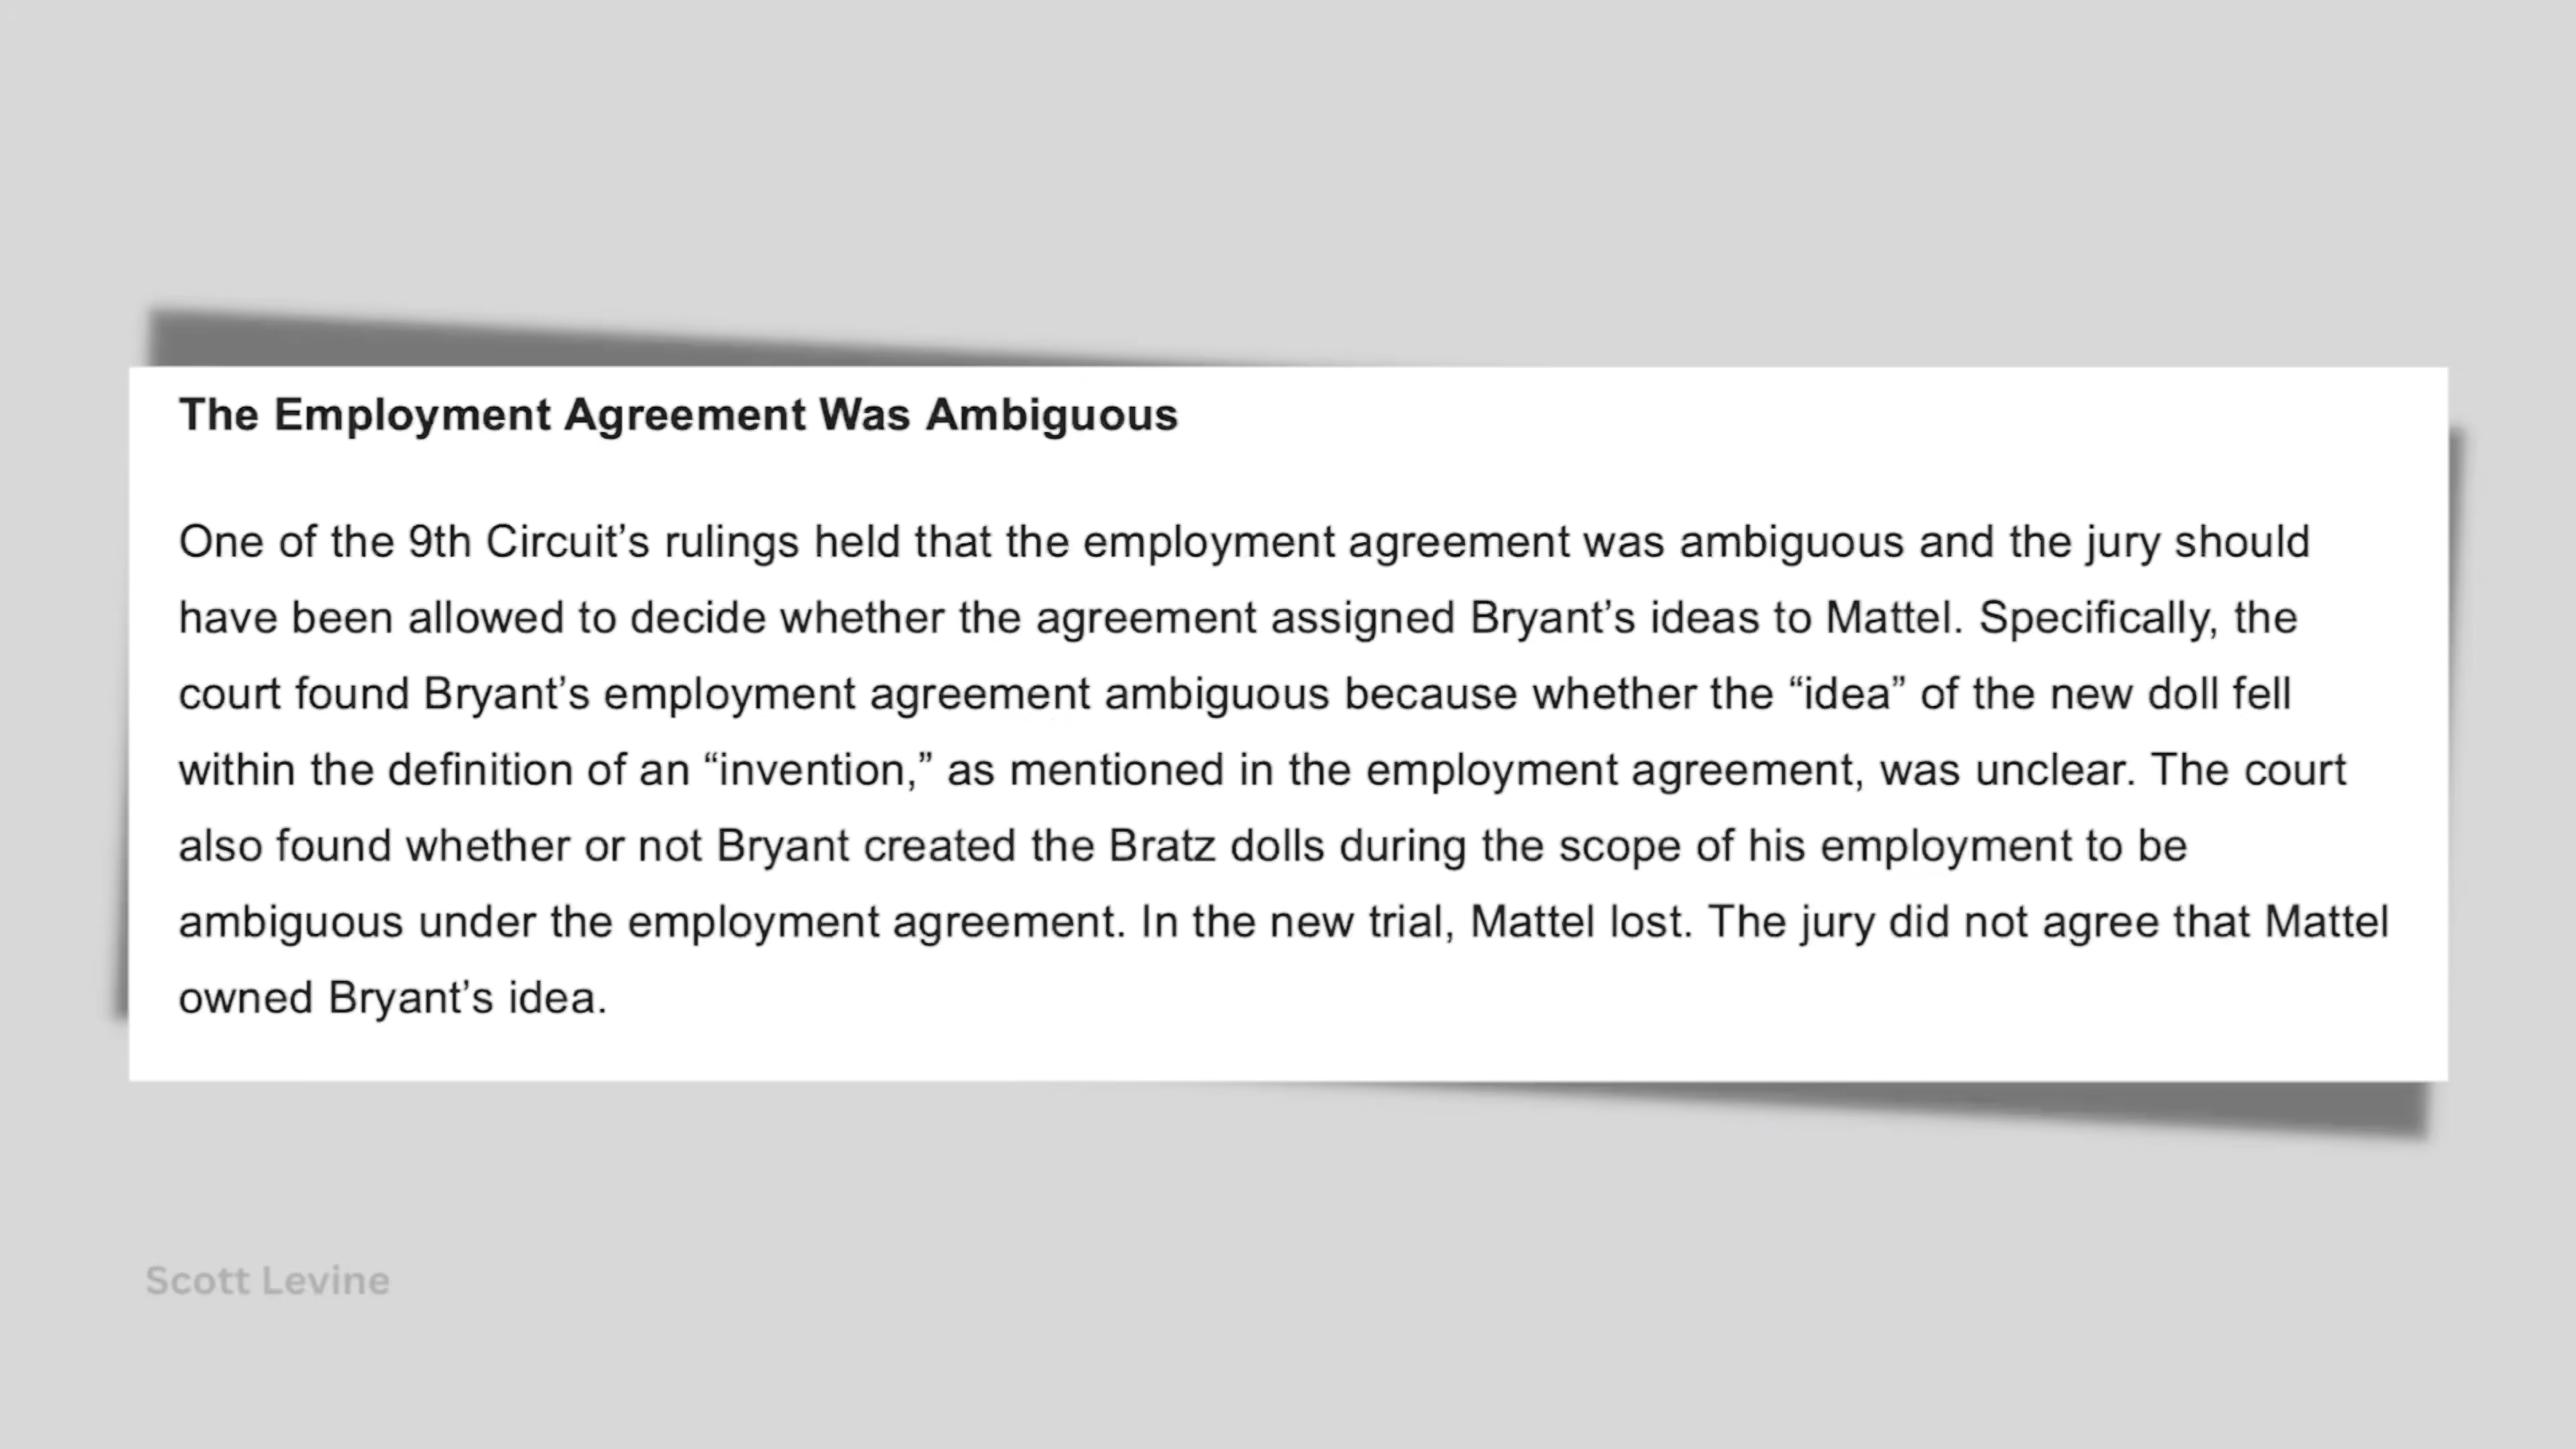 The Employment Agreement Was Ambiguous
One of the 9th Circuit’s rulings held that the employment agreement was ambiguous and the jury should
have been allowed to decide whether the agreement assigned Bryant’s ideas to Mattel. Specifically, the
court found Bryant’s employment agreement ambiguous because whether the “idea” of the new doll fell
within the definition of an “invention,” as mentioned in the employment agreement, was unclear. The court
also found whether or not Bryant created the Bratz dolls during the scope of his employment to be
ambiguous under the employment agreement. In the new trial, Mattel lost. The jury did not agree that Mattel
owned Bryant’s idea.
Scott Levine